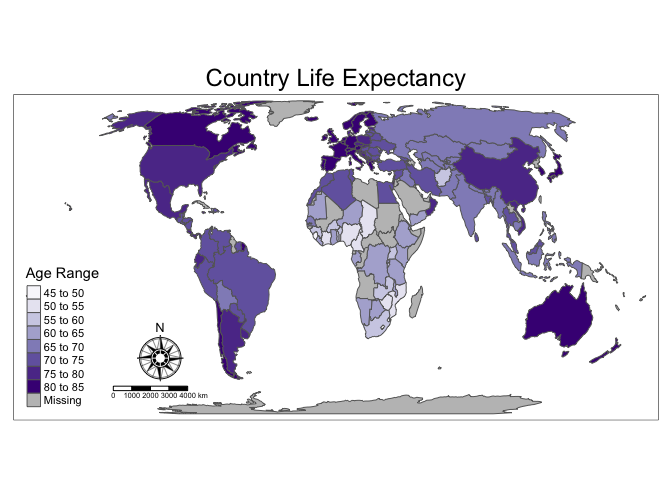 Country Life Expectancy
Age Range
45 to 50
50 to 55
55 to 60
60 to 65
65 to 70
70 to 75
75 to 80
80 to 85
Missing
N
0 1000 2000 3000 4000 km